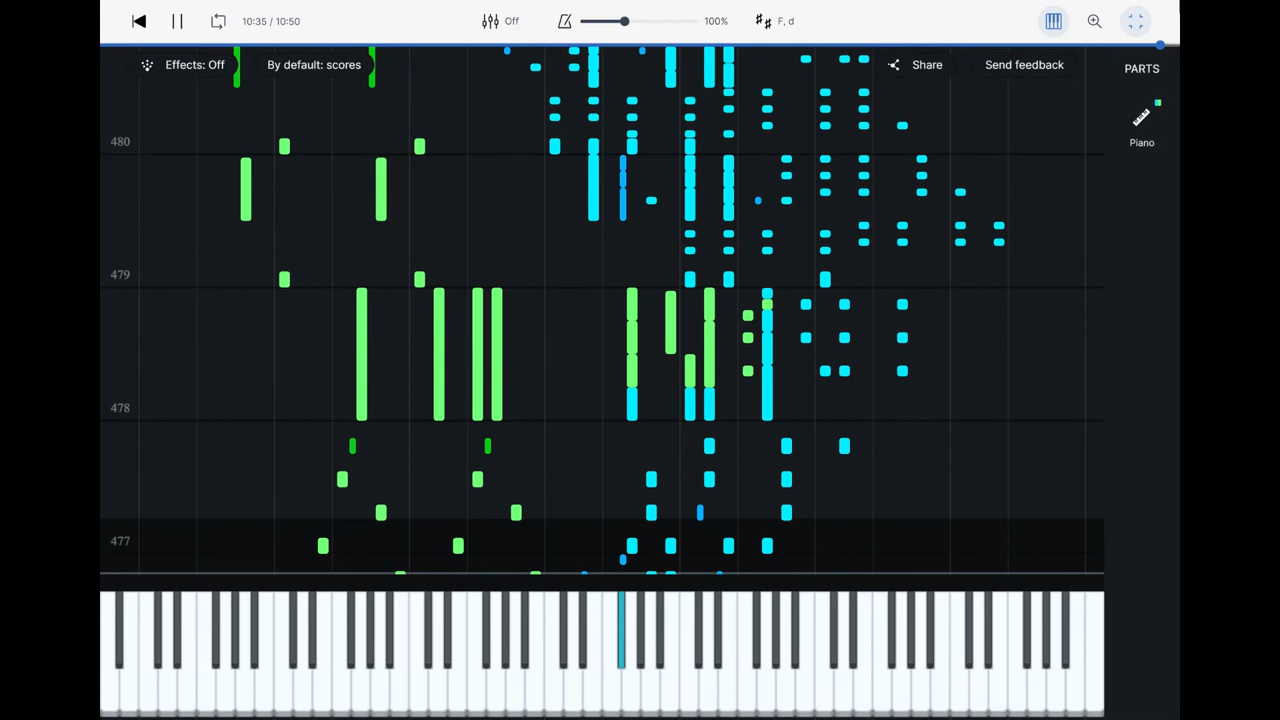 10:35 / 10:50
Off
100%
F, d
Effects: Off
By default: scores
Share
Send feedback
PARTS
Piano
480
479
478
477